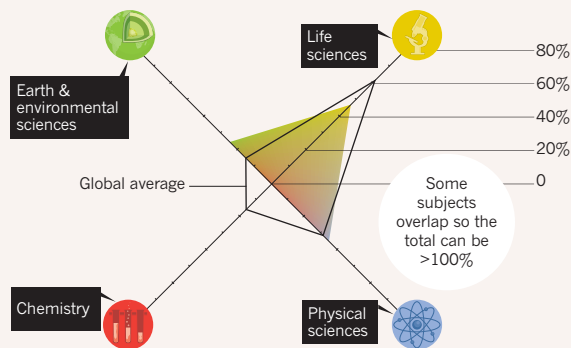 Life
sciences
Earth &
environmental
sciences
80%
60%
40%
20%
0
Global average
Some
subjects
overlap so the
total can be
>100%
Chemistry
Physical
sciences